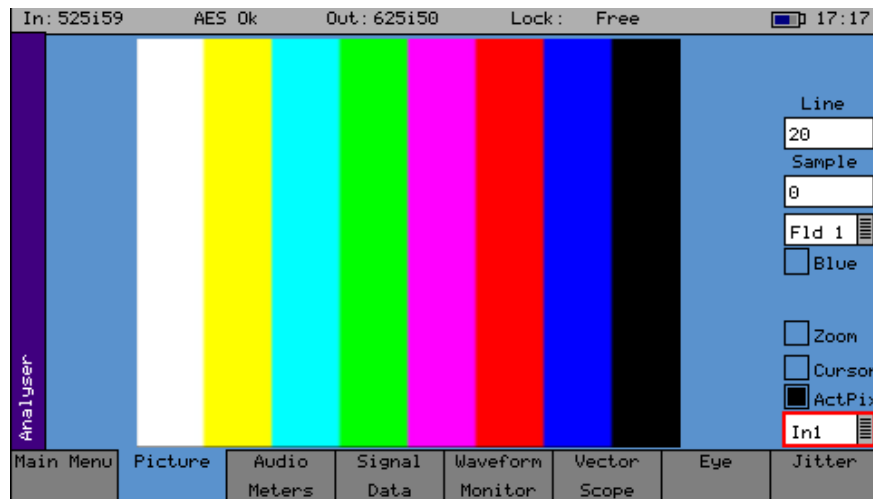 In: 525i59 AES Ok Out: 625i50 Lock: Free 17:17
Line
20
Sample
0
Fld 1
Blue
Zoom
Cursor
ActPix
In1
Analyser
Main Menu Picture Audio Signal Waveform Vector Eye Jitter
Meters Data Monitor Scope